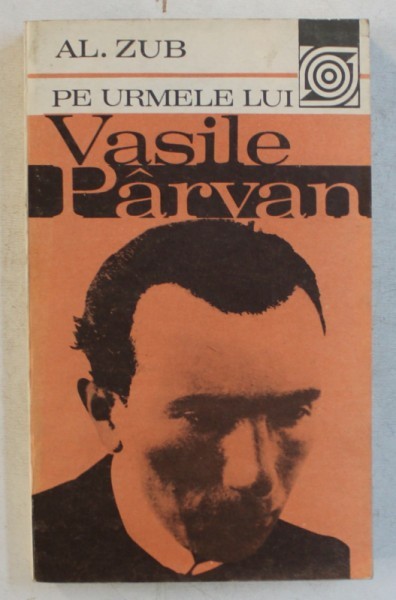 AL. ZUB
PE URMELE LUI
Vasile
Pârvan